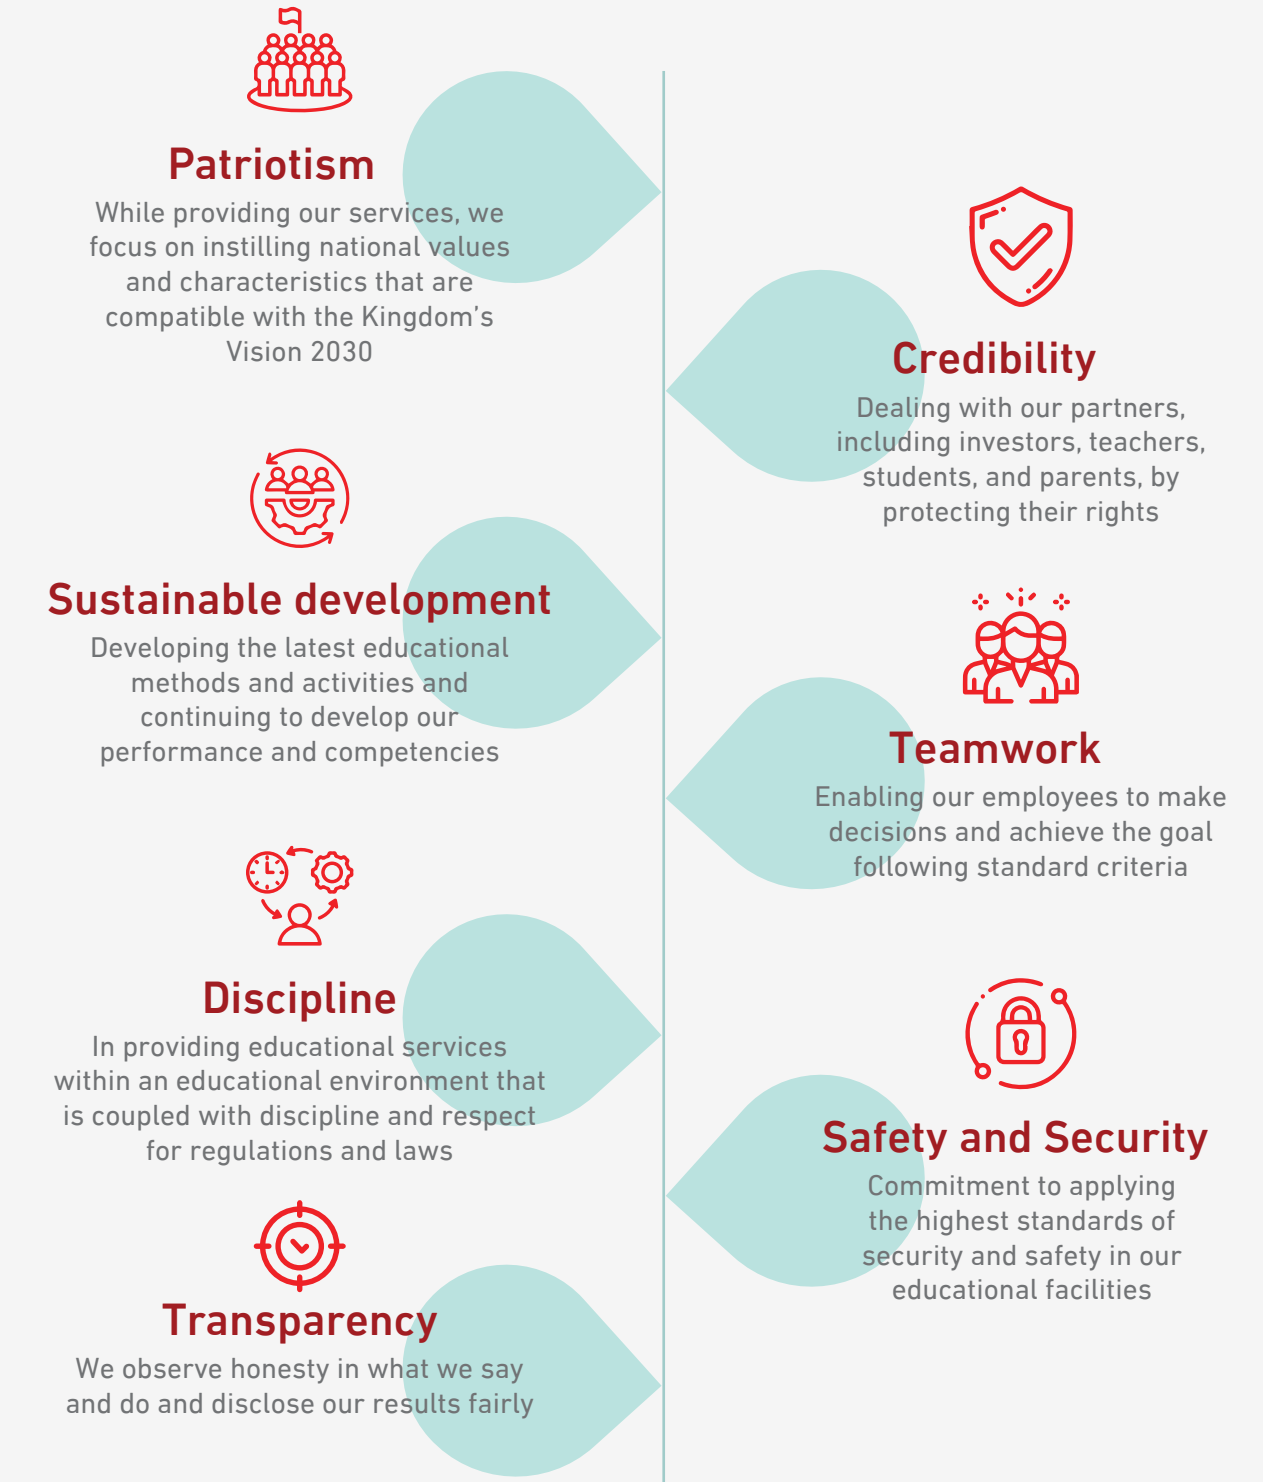 Patriotism
While providing our services, we
focus on instilling national values
and characteristics that are
compatible with the Kingdom's
Vision 2030
Credibility
Dealing with our partners,
including investors, teachers,
students, and parents, by
protecting their rights
Sustainable development
Developing the latest educational
methods and activities and
continuing to develop our
performance and competencies
Teamwork
Enabling our employees to make
decisions and achieve the goal
following standard criteria
Discipline
In providing educational services
within an educational environment that
is coupled with discipline and respect
for regulations and laws
Safety and Security
Commitment to applying
the highest standards of
security and safety in our
educational facilities
Transparency
We observe honesty in what we say
and do and disclose our results fairly